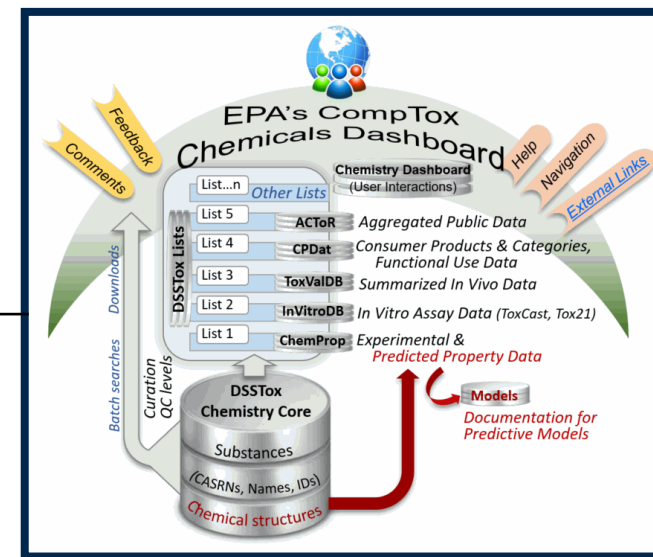 EPA's CompTox
Chemicals Dashboard
Comments
Feedback
Help
Navigation
External Links
Chemistry Dashboard
(User Interactions)
List...n
Other Lists
List 5
ACToR
Aggregated Public Data
List 4
CPDat
Consumer Products & Categories,
Functional Use Data
List 3
ToxValDB
Summarized In Vivo Data
List 2
InVitroDB
In Vitro Assay Data (ToxCast, Tox21)
List 1
ChemProp
Experimental &
Predicted Property Data
DSSTox Lists
Downloads
Batch searches
Curation
QC levels
Models
Documentation for
Predictive Models
DSSTox
Chemistry Core
Substances
(CASRNs, Names, IDs)
Chemical structures